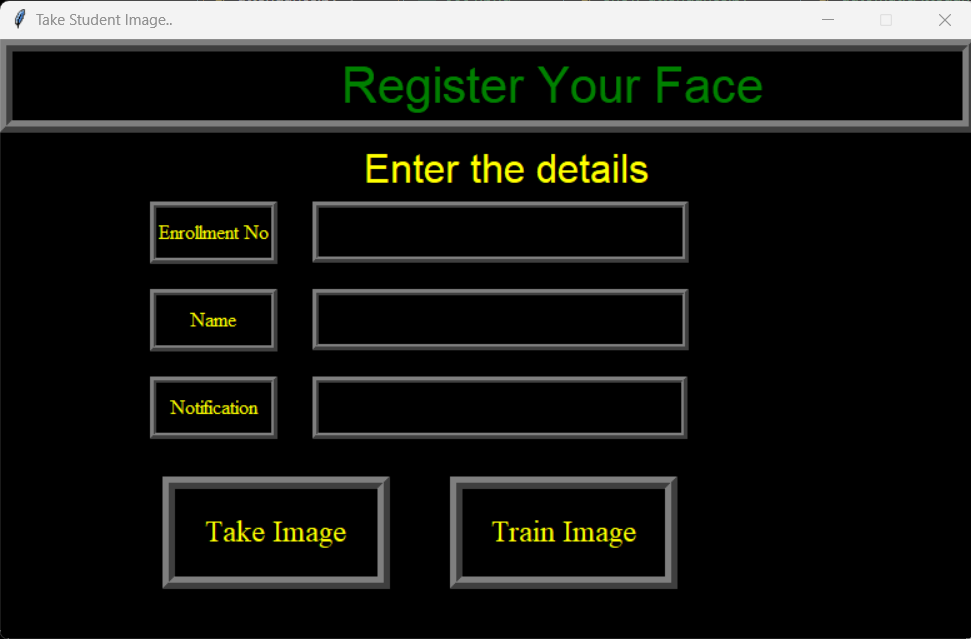 Take Student Image..
Register Your Face
Enter the details
Enrollment No
Name
Notification
Take Image Train Image